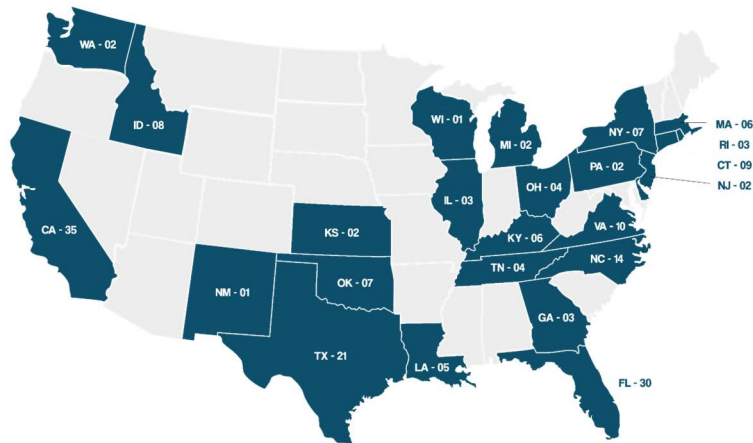 WA - 02
ID - 08
WI - 01
MI - 02
NY - 07
MA - 06
RI - 03
CT - 09
NJ - 02
PA - 02
OH - 04
IL - 03
CA - 35
KS - 02
KY - 06
VA - 10
NC - 14
TN - 04
NM - 01
OK - 07
GA - 03
TX - 21
LA - 05
FL - 30